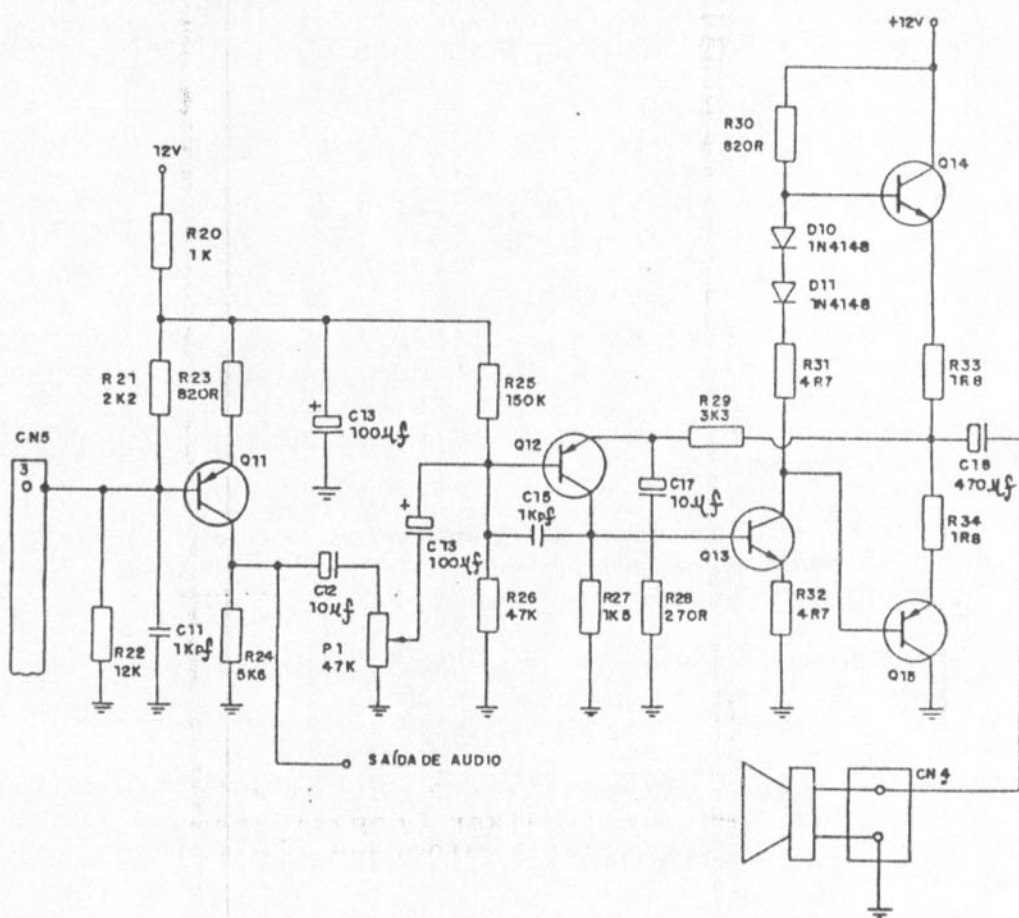 +12V
R30
820R
Q14
12V
D10
1N4148
R20
1K
D11
1N4148
R21
2K2
R23
820R
R25
150K
R31
4R7
R33
1R8
C13
100µf
R29
3K3
CN5
3
Q11
Q12
C17
10µf
C18
470µf
C15
1Kpf
Q13
R34
1R8
C13
100µf
C12
10µf
R26
47K
R27
1K5
R28
270R
R32
4R7
R22
12K
C11
1Kpf
R24
5K6
P1
47K
Q15
SAÍDA DE AUDIO
CN4